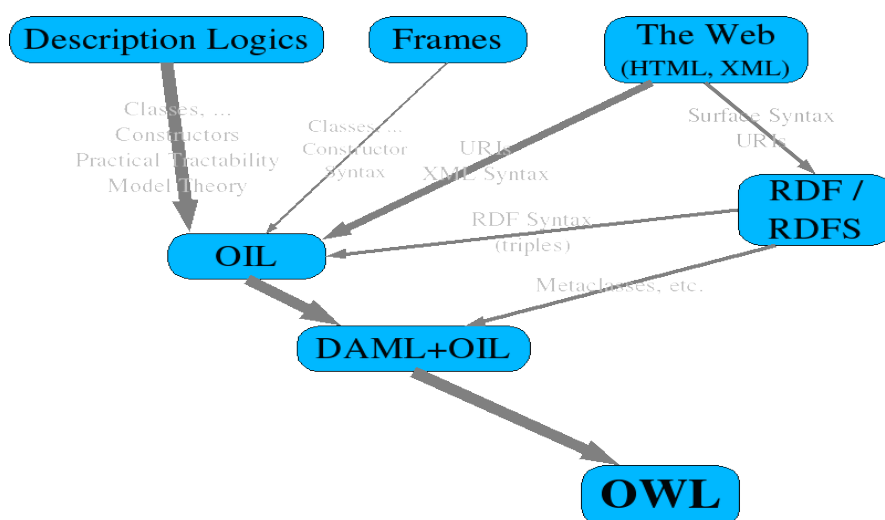 Description Logics
Frames
The Web
(HTML, XML)
Classes, ...
Constructors
Practical Tractability
Model Theory
Classes, ...
Constructor
Syntax
URIs
XML Syntax
Surface Syntax
URIs
RDF /
RDFS
RDF Syntax
(triples)
OIL
Metaclasses, etc.
DAML+OIL
OWL